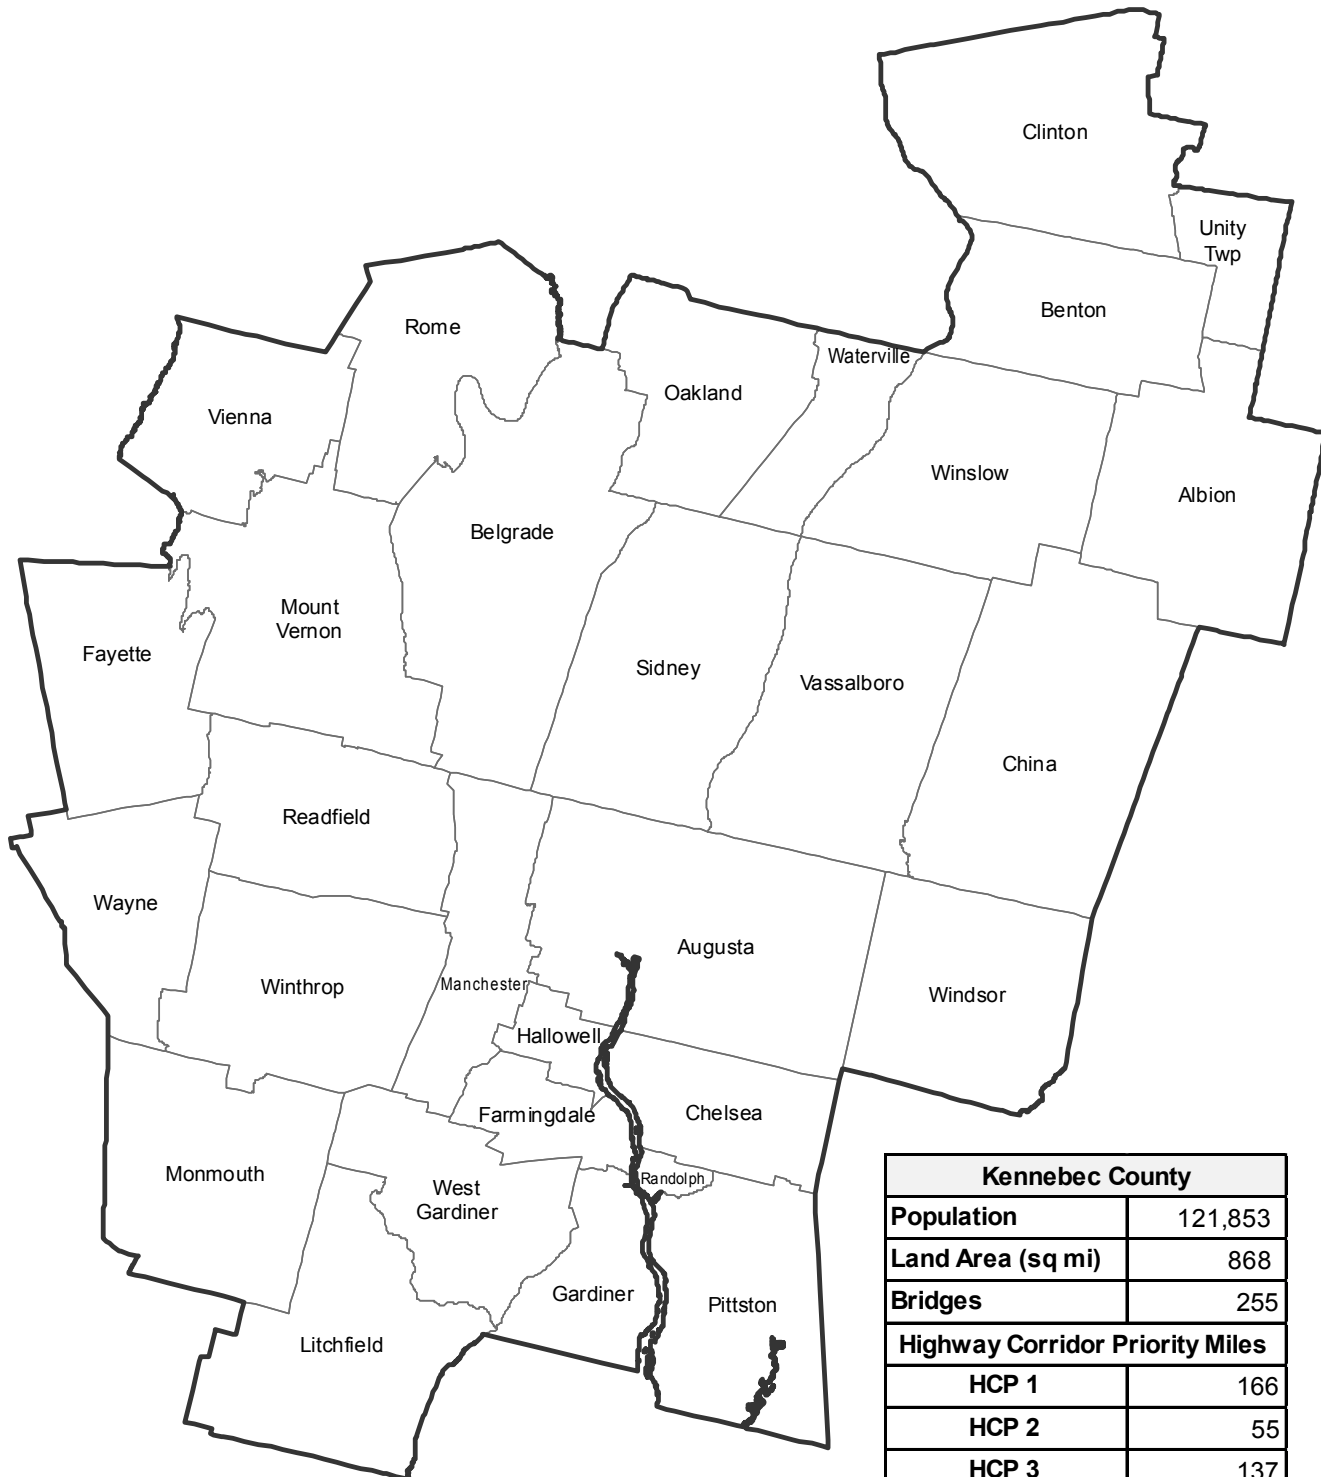 Clinton
Unity
Twp
Benton
Rome
Waterville
Oakland
Vienna
Winslow
Albion
Belgrade
Mount
Vernon
Fayette
Sidney
Vassalboro
China
Readfield
Wayne
Augusta
Winthrop
Manchester
Windsor
Hallowell
Farmingdale
Chelsea
Monmouth
Randolph
West
Gardiner
Gardiner
Pittston
Litchfield
Kennebec County
Population 121,853
Land Area (sq mi) 868
Bridges 255
Highway Corridor Priority Miles
HCP 1 166
HCP 2 55
HCP 3 137